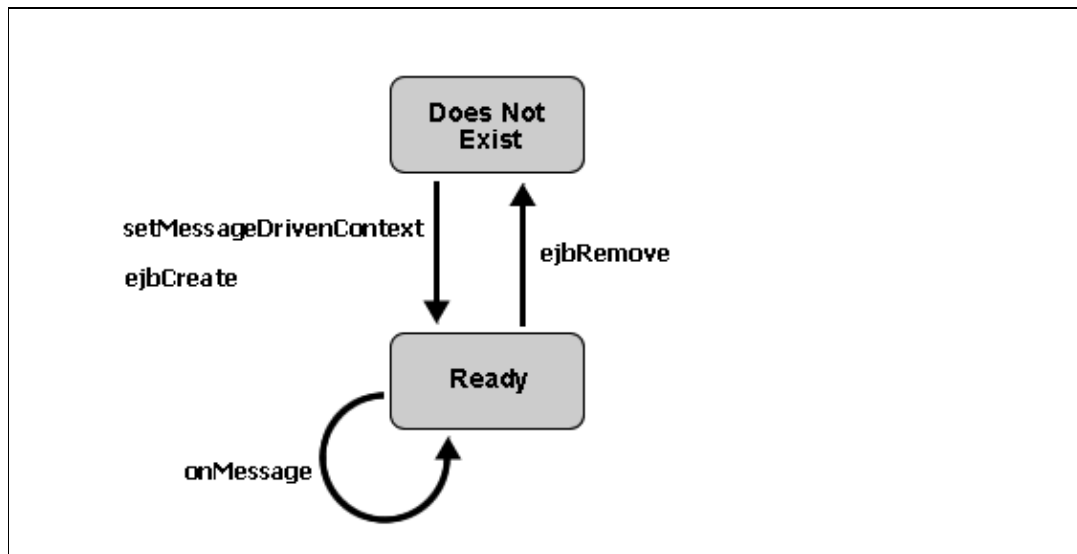 Does Not
Exist
setMessageDrivenContext
ejbRemove
ejbCreate
Ready
onMessage